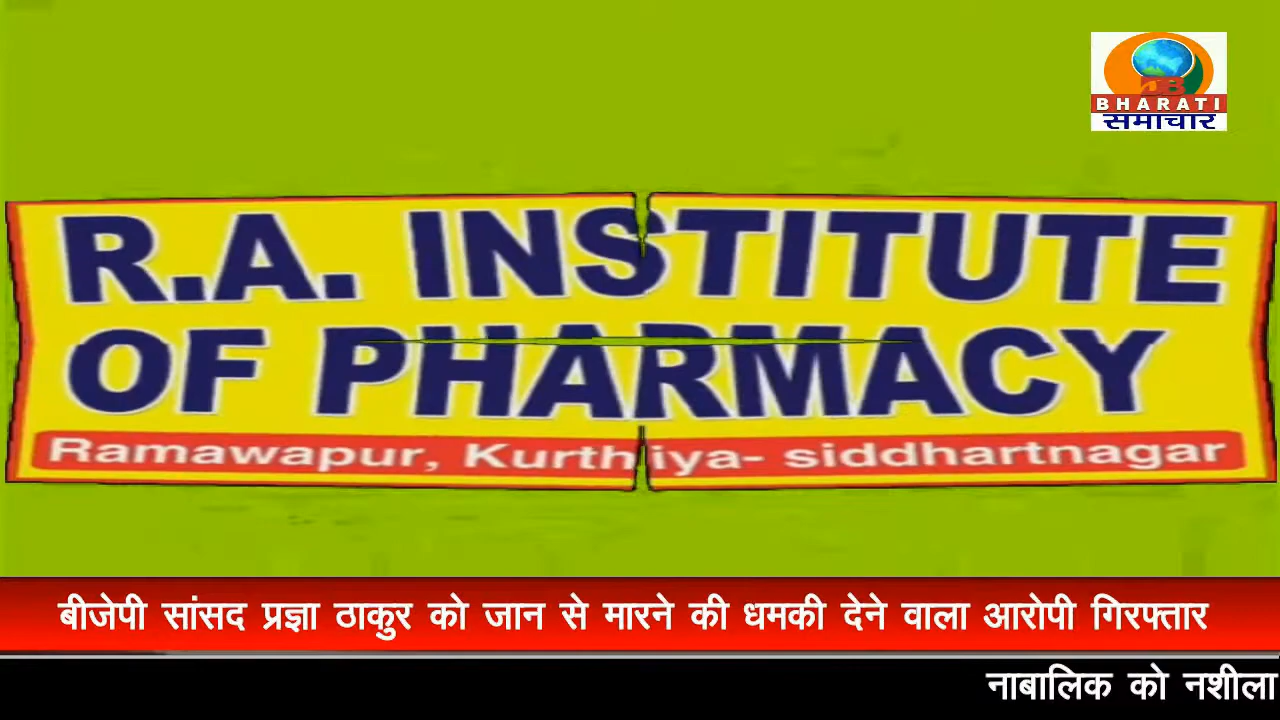 BHARATI
समाचार
R.A. INSTITUTE
OF PHARMACY
Ramawapur, Kurthiya- siddhartnagar
बीजेपी सांसद प्रज्ञा ठाकुर को जान से मारने की धमकी देने वाला आरोपी गिरफ्तार
नाबालिक को नशीला